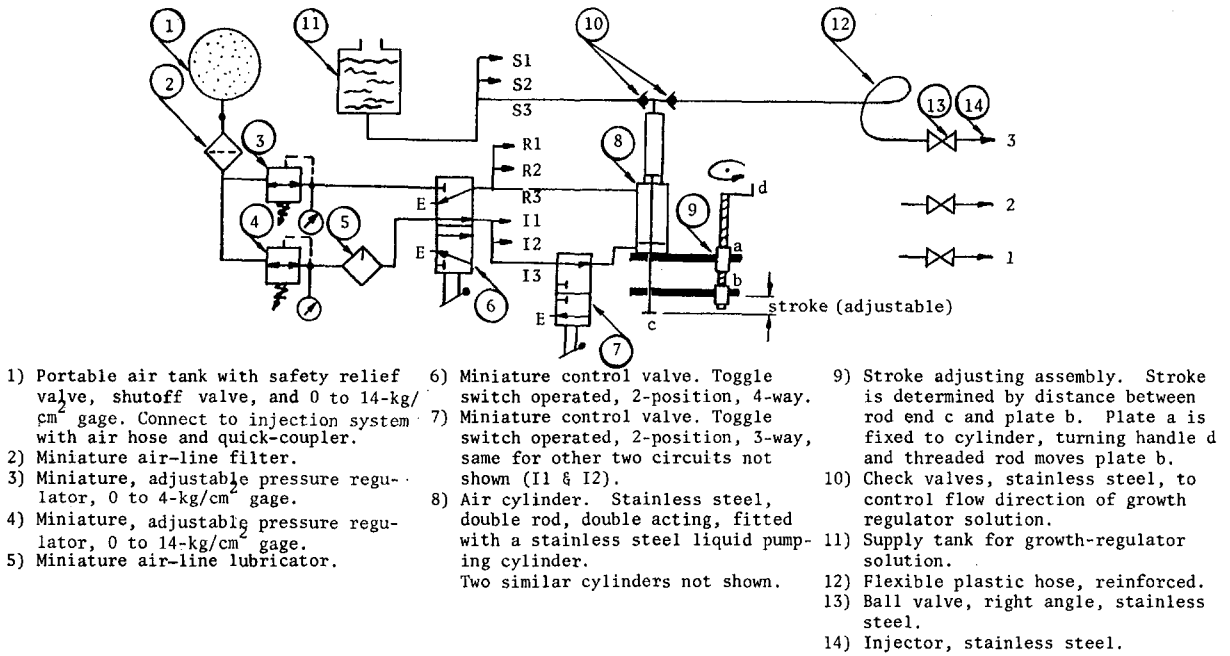 1
11
10
12
2
S1
S2
S3
13
14
3
3
8
R1
R2
R3
d
4
5
E
9
I1
I2
I3
a
2
E
b
1
6
E
c
stroke (adjustable)
7
1) Portable air tank with safety relief
valve, shutoff valve, and 0 to 14-kg/
cm2 gage. Connect to injection system
with air hose and quick-coupler.
2) Miniature air-line filter.
3) Miniature, adjustable pressure regu-
lator, 0 to 4-kg/cm2 gage.
4) Miniature, adjustable pressure regu-
lator, 0 to 14-kg/cm2 gage.
5) Miniature air-line lubricator.
6) Miniature control valve. Toggle
switch operated, 2-position, 4-way.
7) Miniature control valve. Toggle
switch operated, 2-position, 3-way,
same for other two circuits not
shown (I1 & I2).
8) Air cylinder. Stainless steel,
double rod, double acting, fitted
with a stainless steel liquid pump-
ing cylinder.
Two similar cylinders not shown.
9) Stroke adjusting assembly. Stroke
is determined by distance between
rod end c and plate b. Plate a is
fixed to cylinder, turning handle d
and threaded rod moves plate b.
10) Check valves, stainless steel, to
control flow direction of growth
regulator solution.
11) Supply tank for growth-regulator
solution.
12) Flexible plastic hose, reinforced.
13) Ball valve, right angle, stainless
steel.
14) Injector, stainless steel.